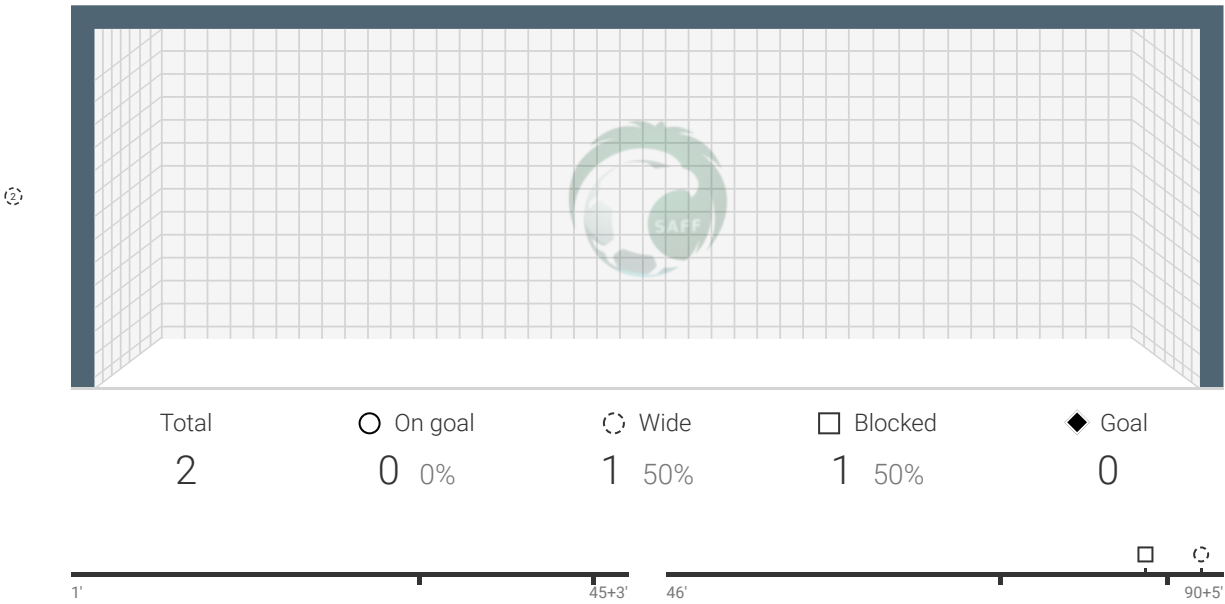 SAFF
2
Total
On goal
Wide
Blocked
Goal
2
0 0%
1 50%
1 50%
0
1'
45+3'
46'
90+5'